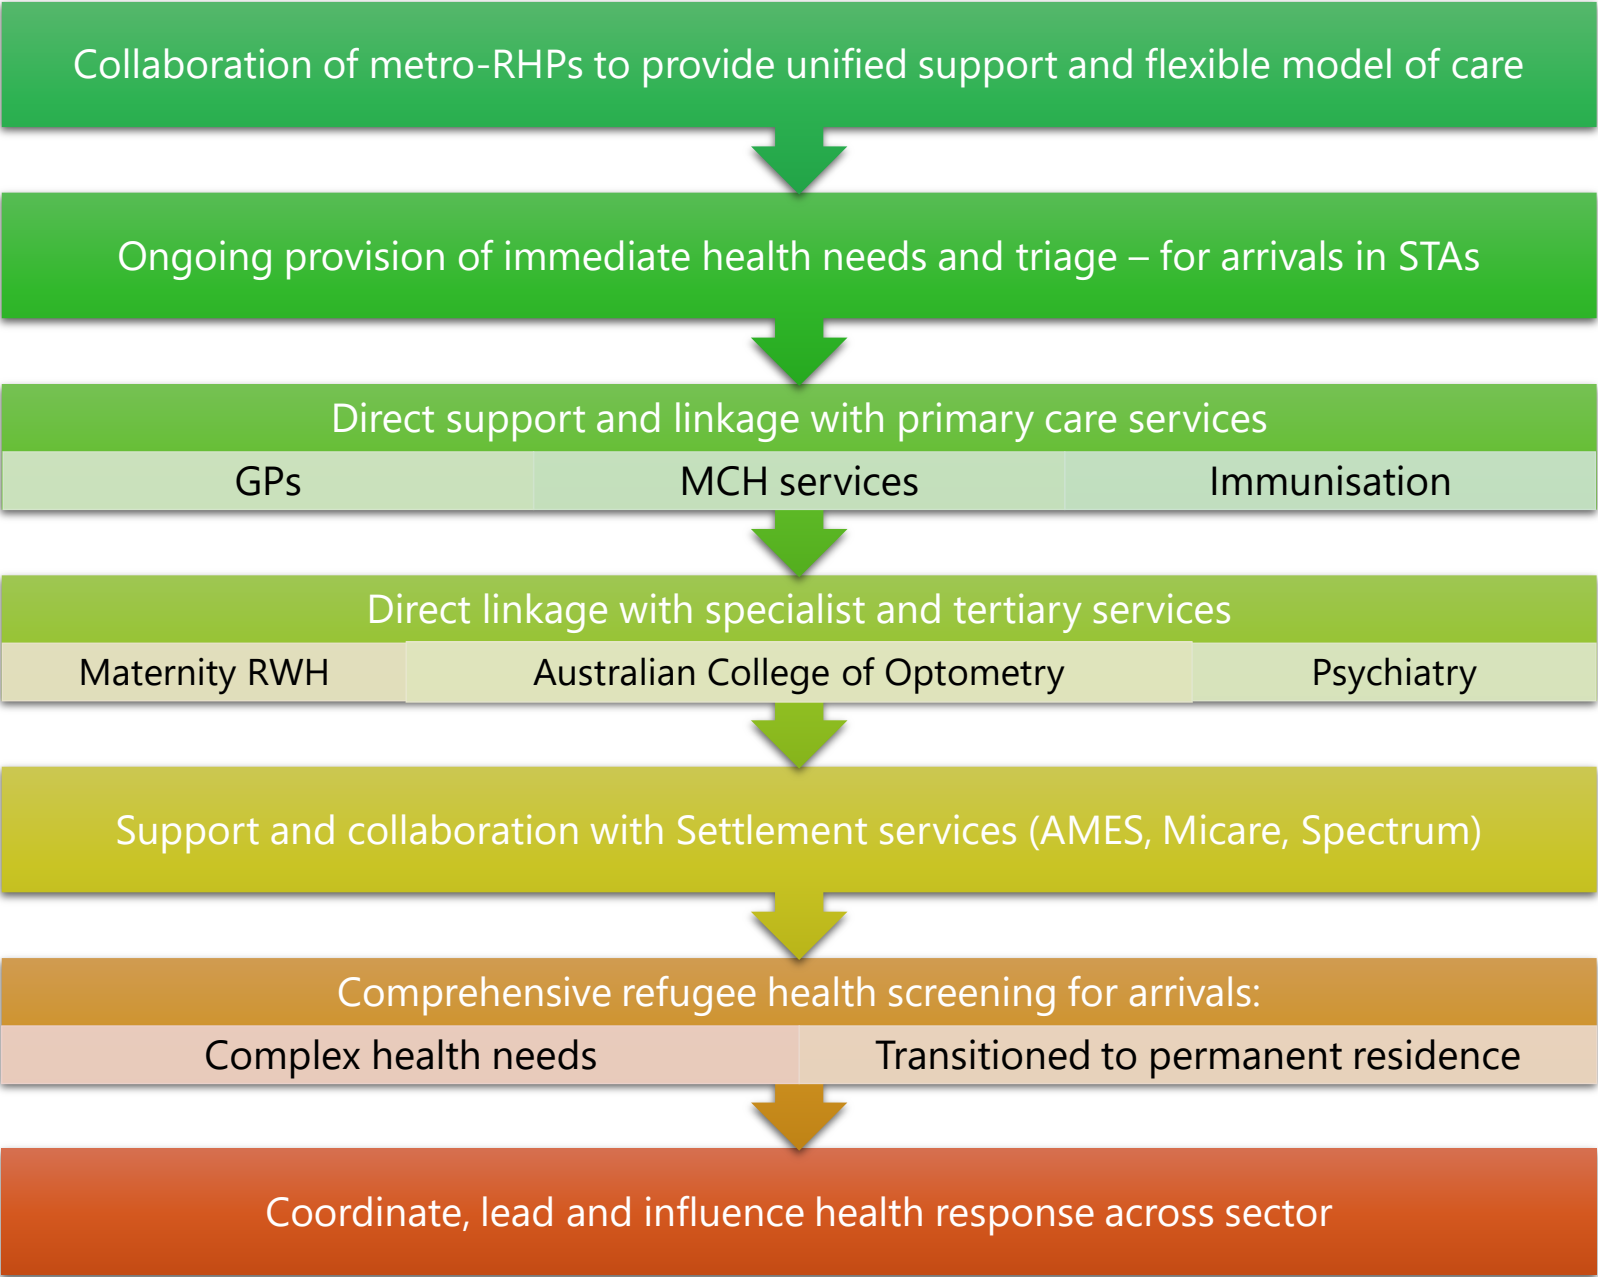 Collaboration of metro-RHPs to provide unified support and flexible model of care
Ongoing provision of immediate health needs and triage – for arrivals in STAs
Direct support and linkage with primary care services
GPs
MCH services
Immunisation
Direct linkage with specialist and tertiary services
Maternity RWH
Australian College of Optometry
Psychiatry
Support and collaboration with Settlement services (AMES, Micare, Spectrum)
Comprehensive refugee health screening for arrivals:
Complex health needs
Transitioned to permanent residence
Coordinate, lead and influence health response across sector